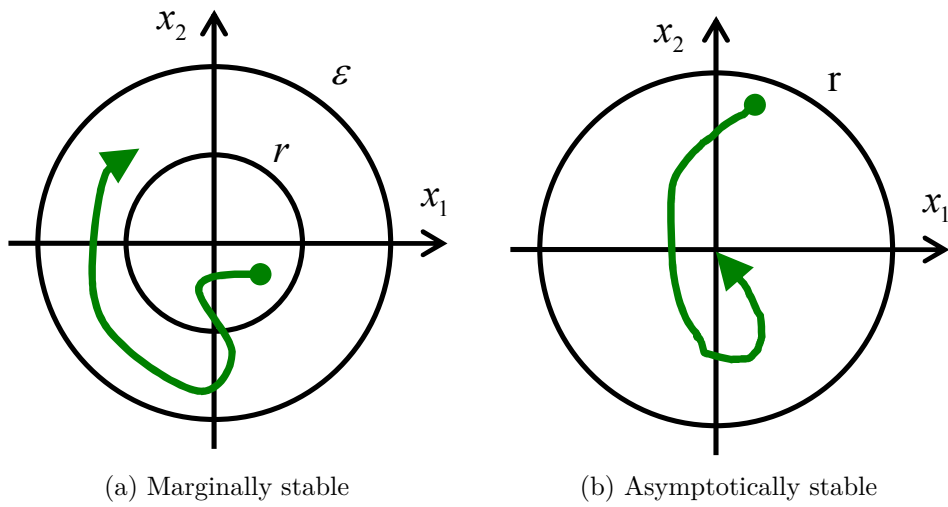 x₂
ε
r
x₁
(a) Marginally stable
x₂
r
x₁
(b) Asymptotically stable